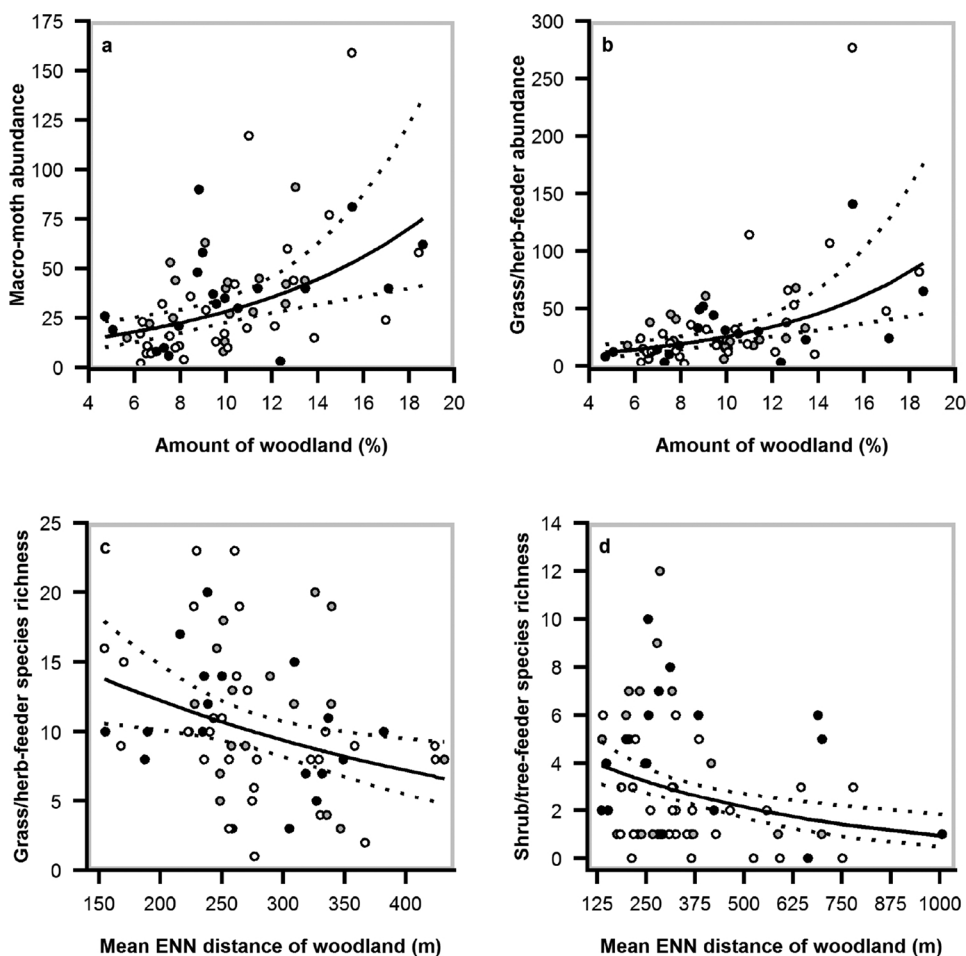 a
175
150
125
100
75
50
25
0
4 6 8 10 12 14 16 18 20
Macro-moth abundance
Amount of woodland (%)
b
300
250
200
150
100
50
0
4 6 8 10 12 14 16 18 20
Grass/herb-feeder abundance
Amount of woodland (%)
c
25
20
15
10
5
0
150 200 250 300 350 400
Grass/herb-feeder species richness
Mean ENN distance of woodland (m)
d
14
12
10
8
6
4
2
0
125 250 375 500 625 750 875 1000
Shrub/tree-feeder species richness
Mean ENN distance of woodland (m)